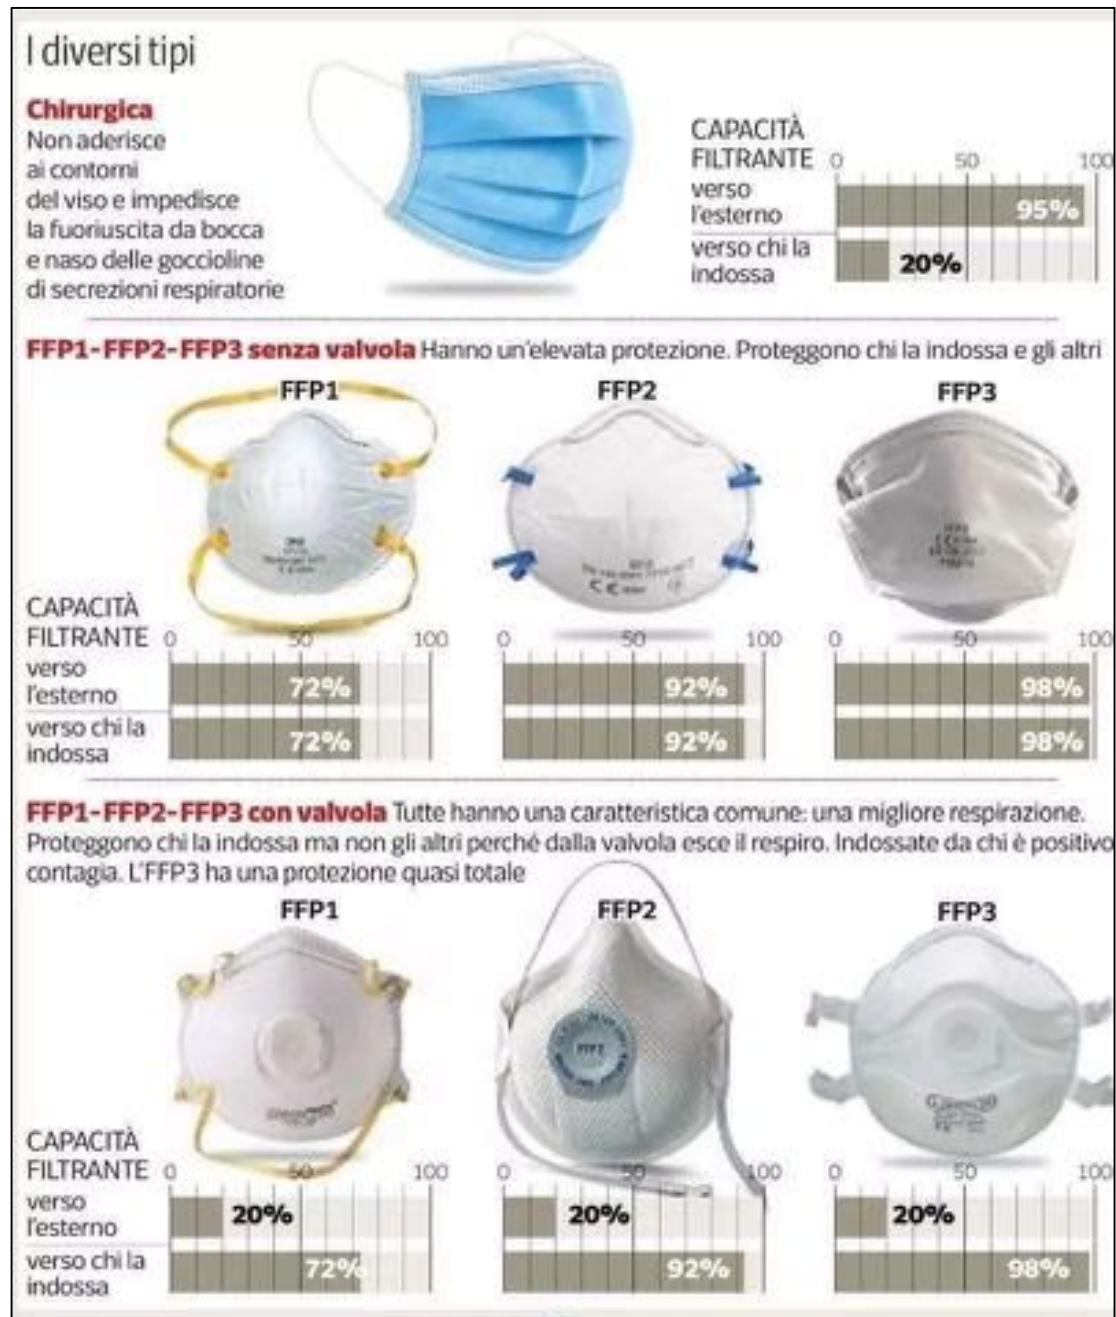 I diversi tipi
Chirurgica
Non aderisce
ai contorni
del viso e impedisce
la fuoriuscita da bocca
e naso delle goccioline
di secrezioni respiratorie
CAPACITÀ
FILTRANTE 0 50 100
verso
l'esterno 95%
verso chi la
indossa 20%
FFP1-FFP2-FFP3 senza valvola Hanno un'elevata protezione. Proteggono chi la indossa e gli altri
FFP1 FFP2 FFP3
CAPACITÀ
FILTRANTE 0 50 100 0 50 100 0 50 100
verso
l'esterno 72% 92% 98%
verso chi la
indossa 72% 92% 98%
FFP1-FFP2-FFP3 con valvola Tutte hanno una caratteristica comune: una migliore respirazione.
Proteggono chi la indossa ma non gli altri perché dalla valvola esce il respiro. Indossate da chi è positivo
contagia. L'FFP3 ha una protezione quasi totale
FFP1 FFP2 FFP3
FFP2
CAPACITÀ
FILTRANTE 0 50 100 0 50 100 0 50 100
verso
l'esterno 20% 20% 20%
verso chi la
indossa 72% 92% 98%